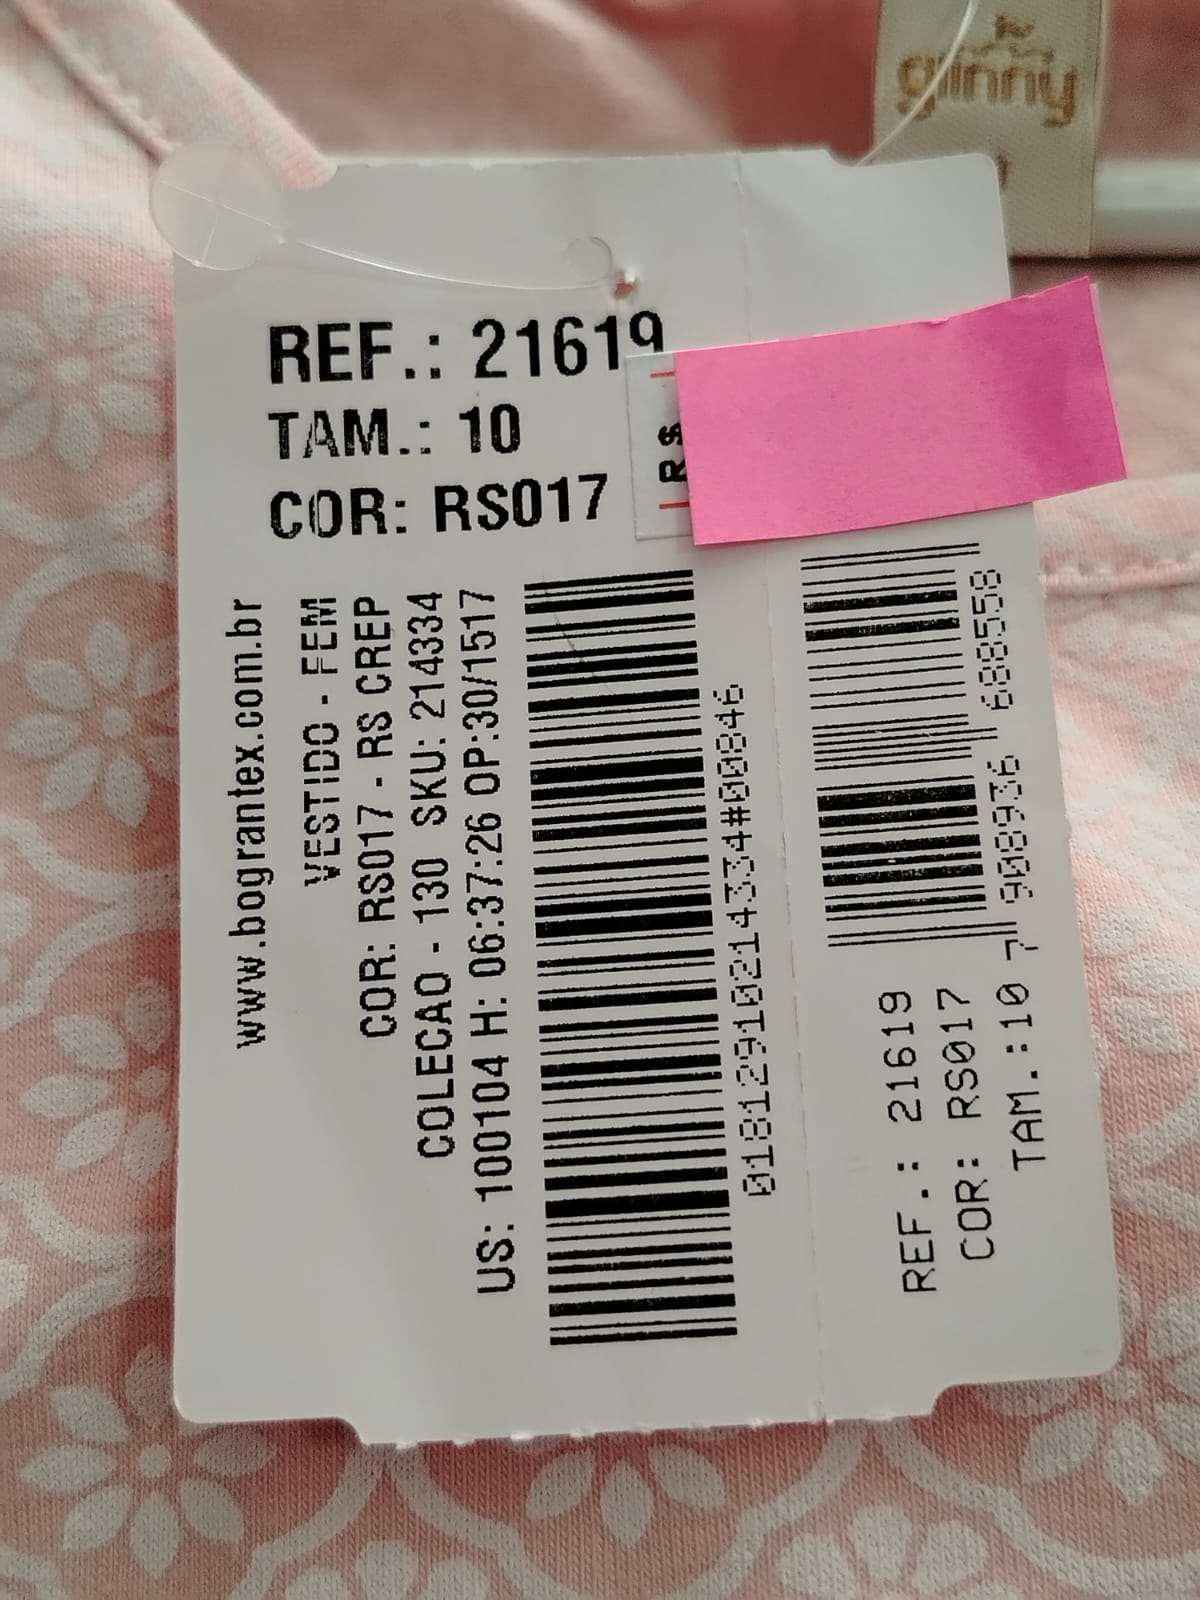 giinny
REF.: 21619
TAM.: 10
COR: RS017
R$
www.bograntex.com.br
VESTIDO - FEM
COR: RS017 - RS CREP
COLECAO - 130 SKU: 214334
US: 100104 H: 06:37:26 OP:30/1517
01812910214334#00846
7 908936 688558
REF.: 21619
COR: RS017
TAM.:10